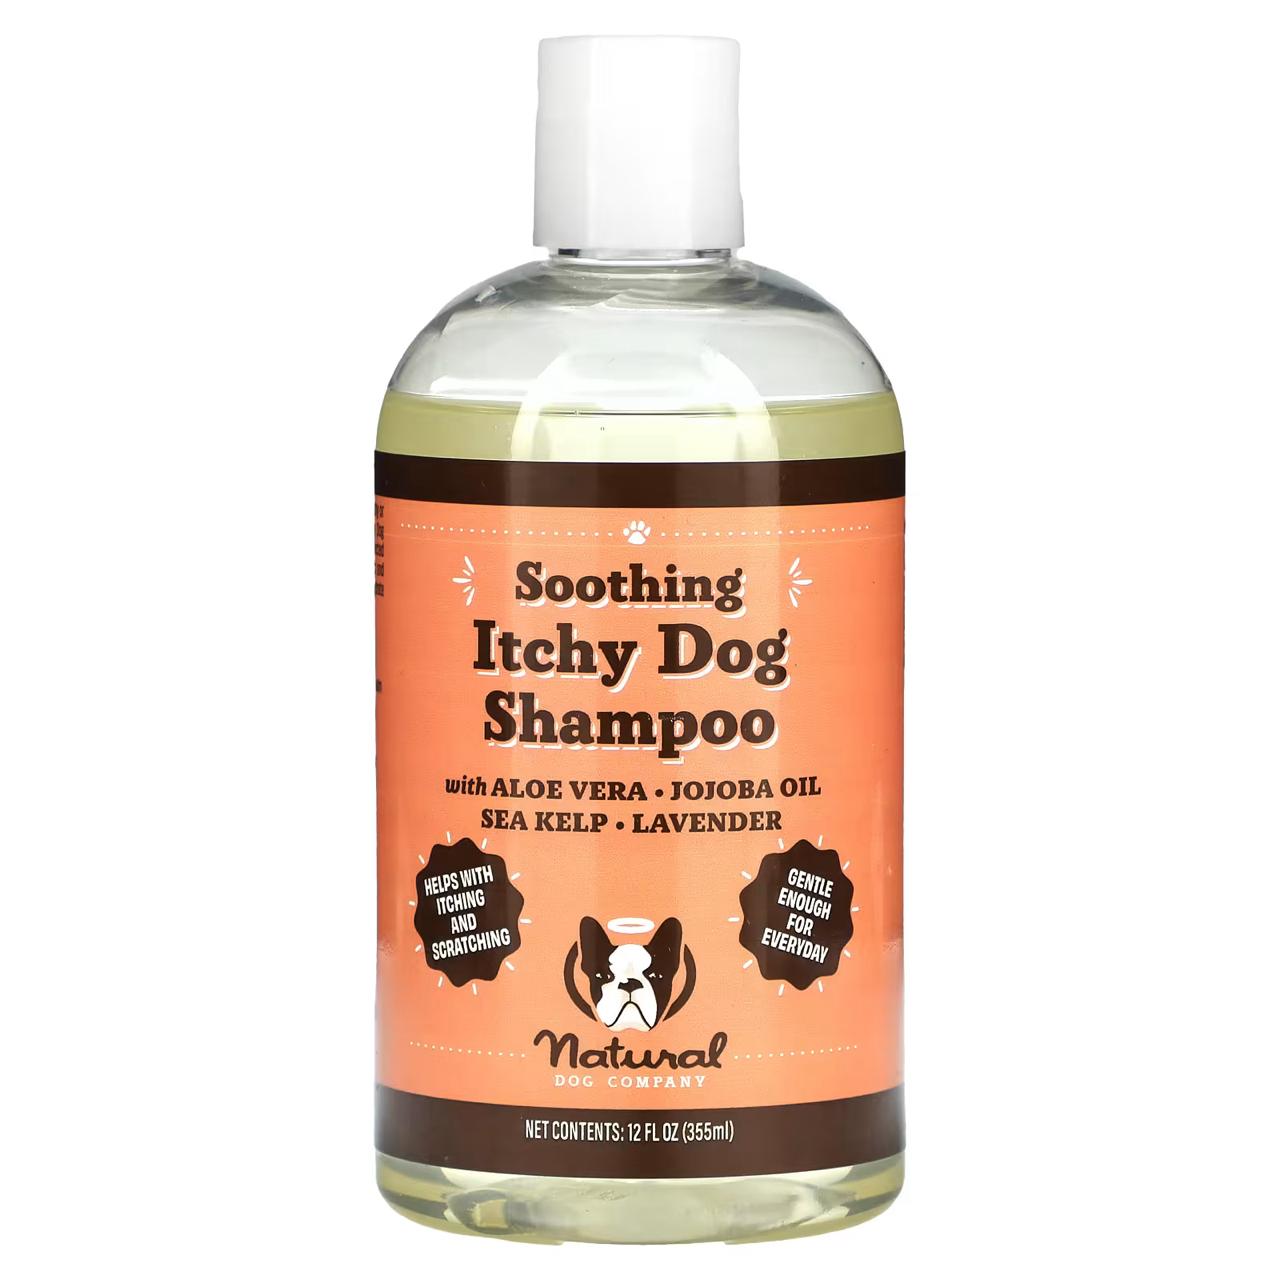 Soothing
Itchy Dog
Shampoo
with ALOE VERA • JOJOBA OIL
SEA KELP • LAVENDER
HELPS WITH
ITCHING
AND
SCRATCHING
GENTLE
ENOUGH
FOR
EVERYDAY
Natural
DOG COMPANY
NET CONTENTS: 12 FL OZ (355ml)